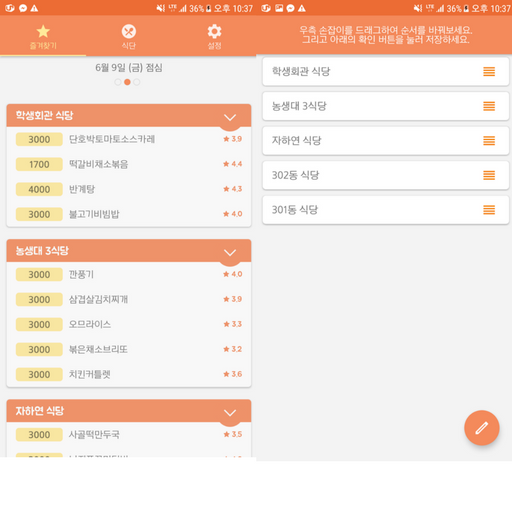 LTE 36% 오후 10:37
즐겨찾기
식단
설정
6월 9일 (금) 점심
학생회관 식당
3000 단호박토마토소스카레 3.9
1700 떡갈비채소볶음 4.4
4000 반계탕 4.3
3000 불고기비빔밥 4.0
농생대 3식당
3000 깐풍기 4.0
3000 삼겹살김치찌개 3.9
3000 오므라이스 3.3
3000 볶은채소브리또 3.2
3000 치킨커틀렛 3.6
자하연 식당
3000 사골떡만두국 3.5
LTE 36% 오후 10:37
우측 손잡이를 드래그하여 순서를 바꿔보세요.
그리고 아래의 확인 버튼을 눌러 저장하세요.
학생회관 식당
농생대 3식당
자하연 식당
302동 식당
301동 식당